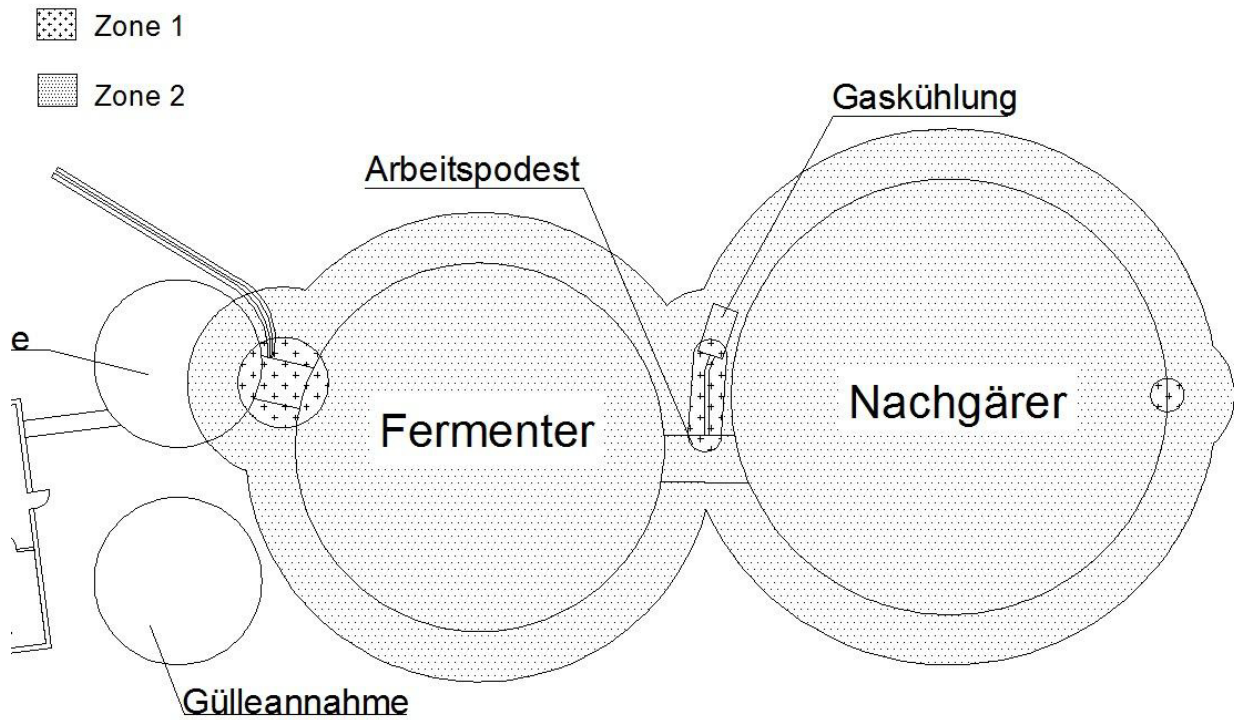 Zone 1
Zone 2
Gaskühlung
Arbeitspodest
e
Fermenter
Nachgärer
Gülleannahme